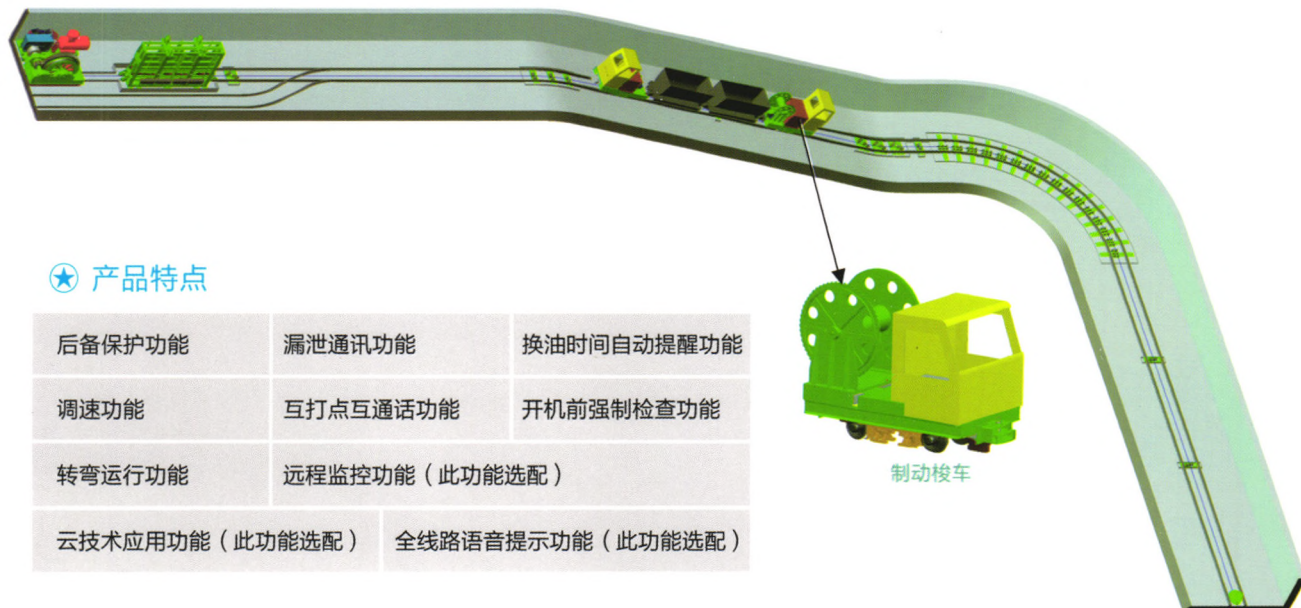 产品特点
后备保护功能 漏泄通讯功能 换油时间自动提醒功能
调速功能 互打点互通话功能 开机前强制检查功能
转弯运行功能 远程监控功能（此功能选配）
云技术应用功能（此功能选配） 全线路语音提示功能（此功能选配）
制动梭车